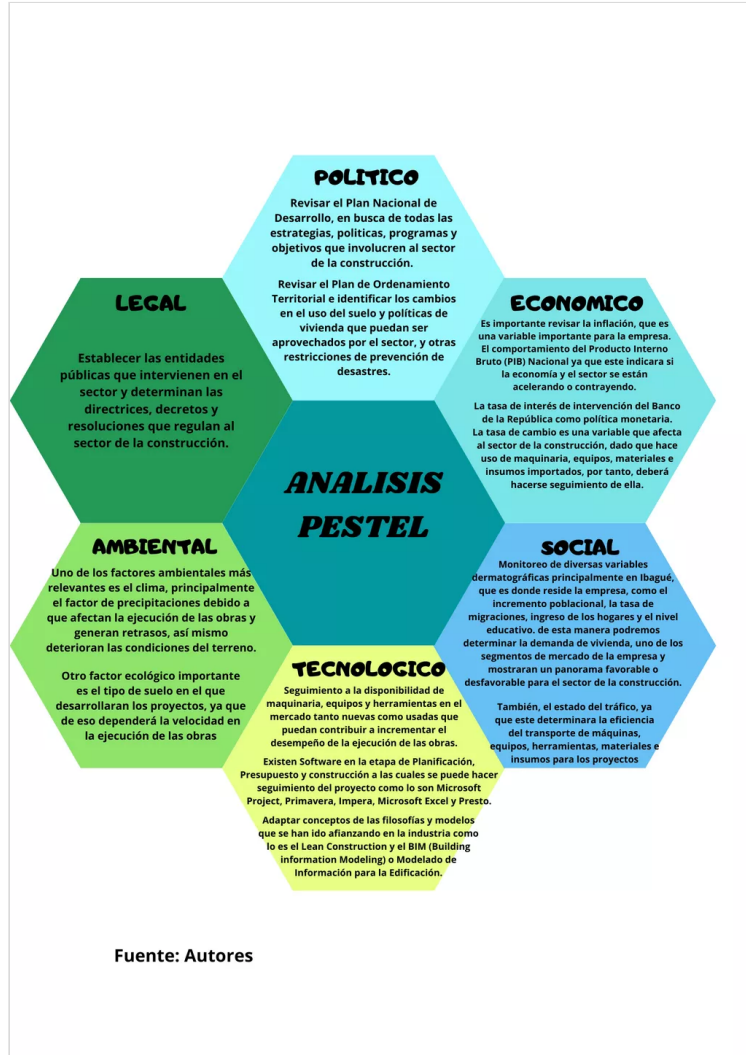 POLITICO
Revisar el Plan Nacional de
Desarrollo, en busca de todas las
estrategias, politicas, programas y
objetivos que involucren al sector
de la construcción.
Revisar el Plan de Ordenamiento
Territorial e identificar los cambios
en el uso del suelo y políticas de
vivienda que puedan ser
aprovechados por el sector, y otras
restricciones de prevención de
desastres.
LEGAL
Establecer las entidades
públicas que intervienen en el
sector y determinan las
directrices, decretos y
resoluciones que regulan al
sector de la construcción.
ECONOMICO
Es importante revisar la inflación, que es
una variable importante para la empresa.
El comportamiento del Producto Interno
Bruto (PIB) Nacional ya que este indicara si
la economía y el sector se están
acelerando o contrayendo.
La tasa de interés de intervención del Banco
de la República como política monetaria.
La tasa de cambio es una variable que afecta
al sector de la construcción, dado que hace
uso de maquinaria, equipos, materiales e
insumos importados, por tanto, deberá
hacerse seguimiento de ella.
ANALISIS
PESTEL
AMBIENTAL
Uno de los factores ambientales más
relevantes es el clima, principalmente
el factor de precipitaciones debido a
que afectan la ejecución de las obras y
generan retrasos, así mismo
deterioran las condiciones del terreno.
Otro factor ecológico importante
es el tipo de suelo en el que
desarrollaran los proyectos, ya que
de eso dependerá la velocidad en
la ejecución de las obras
SOCIAL
Monitoreo de diversas variables
dermatográficas principalmente en Ibagué,
que es donde reside la empresa, como el
incremento poblacional, la tasa de
migraciones, ingreso de los hogares y el nivel
educativo. de esta manera podremos
determinar la demanda de vivienda, uno de los
segmentos de mercado de la empresa y
mostraran un panorama favorable o
desfavorable para el sector de la construcción.
También, el estado del tráfico, ya
que este determinara la eficiencia
del transporte de máquinas,
equipos, herramientas, materiales e
insumos para los proyectos
TECNOLOGICO
Seguimiento a la disponibilidad de
maquinaria, equipos y herramientas en el
mercado tanto nuevas como usadas que
puedan contribuir a incrementar el
desempeño de la ejecución de las obras.
Existen Software en la etapa de Planificación,
Presupuesto y construcción a las cuales se puede hacer
seguimiento del proyecto como lo son Microsoft
Project, Primavera, Impera, Microsoft Excel y Presto.
Adaptar conceptos de las filosofías y modelos
que se han ido afianzando en la industria como
lo es el Lean Construction y el BIM (Building
information Modeling) o Modelado de
Información para la Edificación.
Fuente: Autores